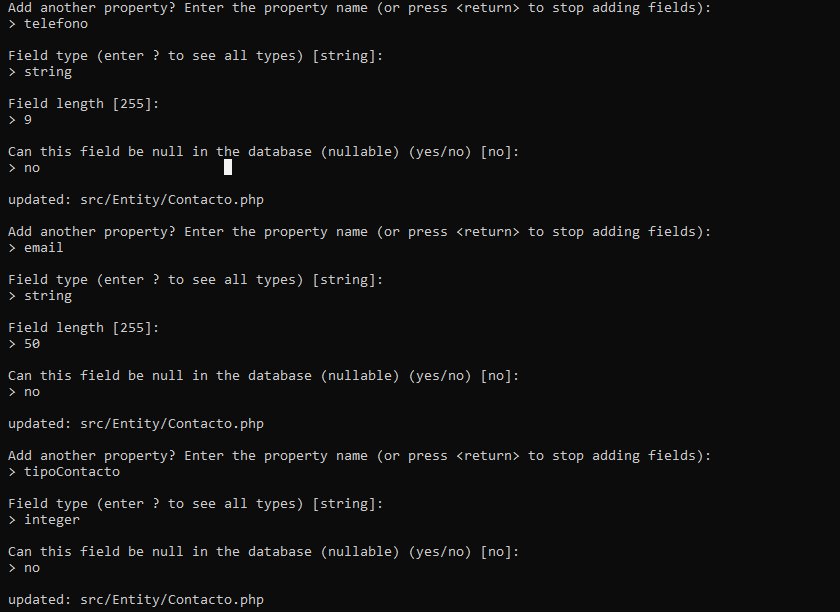 Add another property? Enter the property name (or press <return> to stop adding fields):
> telefono
Field type (enter ? to see all types) [string]:
> string
Field length [255]:
> 9
Can this field be null in the database (nullable) (yes/no) [no]:
> no
updated: src/Entity/Contacto.php
Add another property? Enter the property name (or press <return> to stop adding fields):
> email
Field type (enter ? to see all types) [string]:
> string
Field length [255]:
> 50
Can this field be null in the database (nullable) (yes/no) [no]:
> no
updated: src/Entity/Contacto.php
Add another property? Enter the property name (or press <return> to stop adding fields):
> tipoContacto
Field type (enter ? to see all types) [string]:
> integer
Can this field be null in the database (nullable) (yes/no) [no]:
> no
updated: src/Entity/Contacto.php